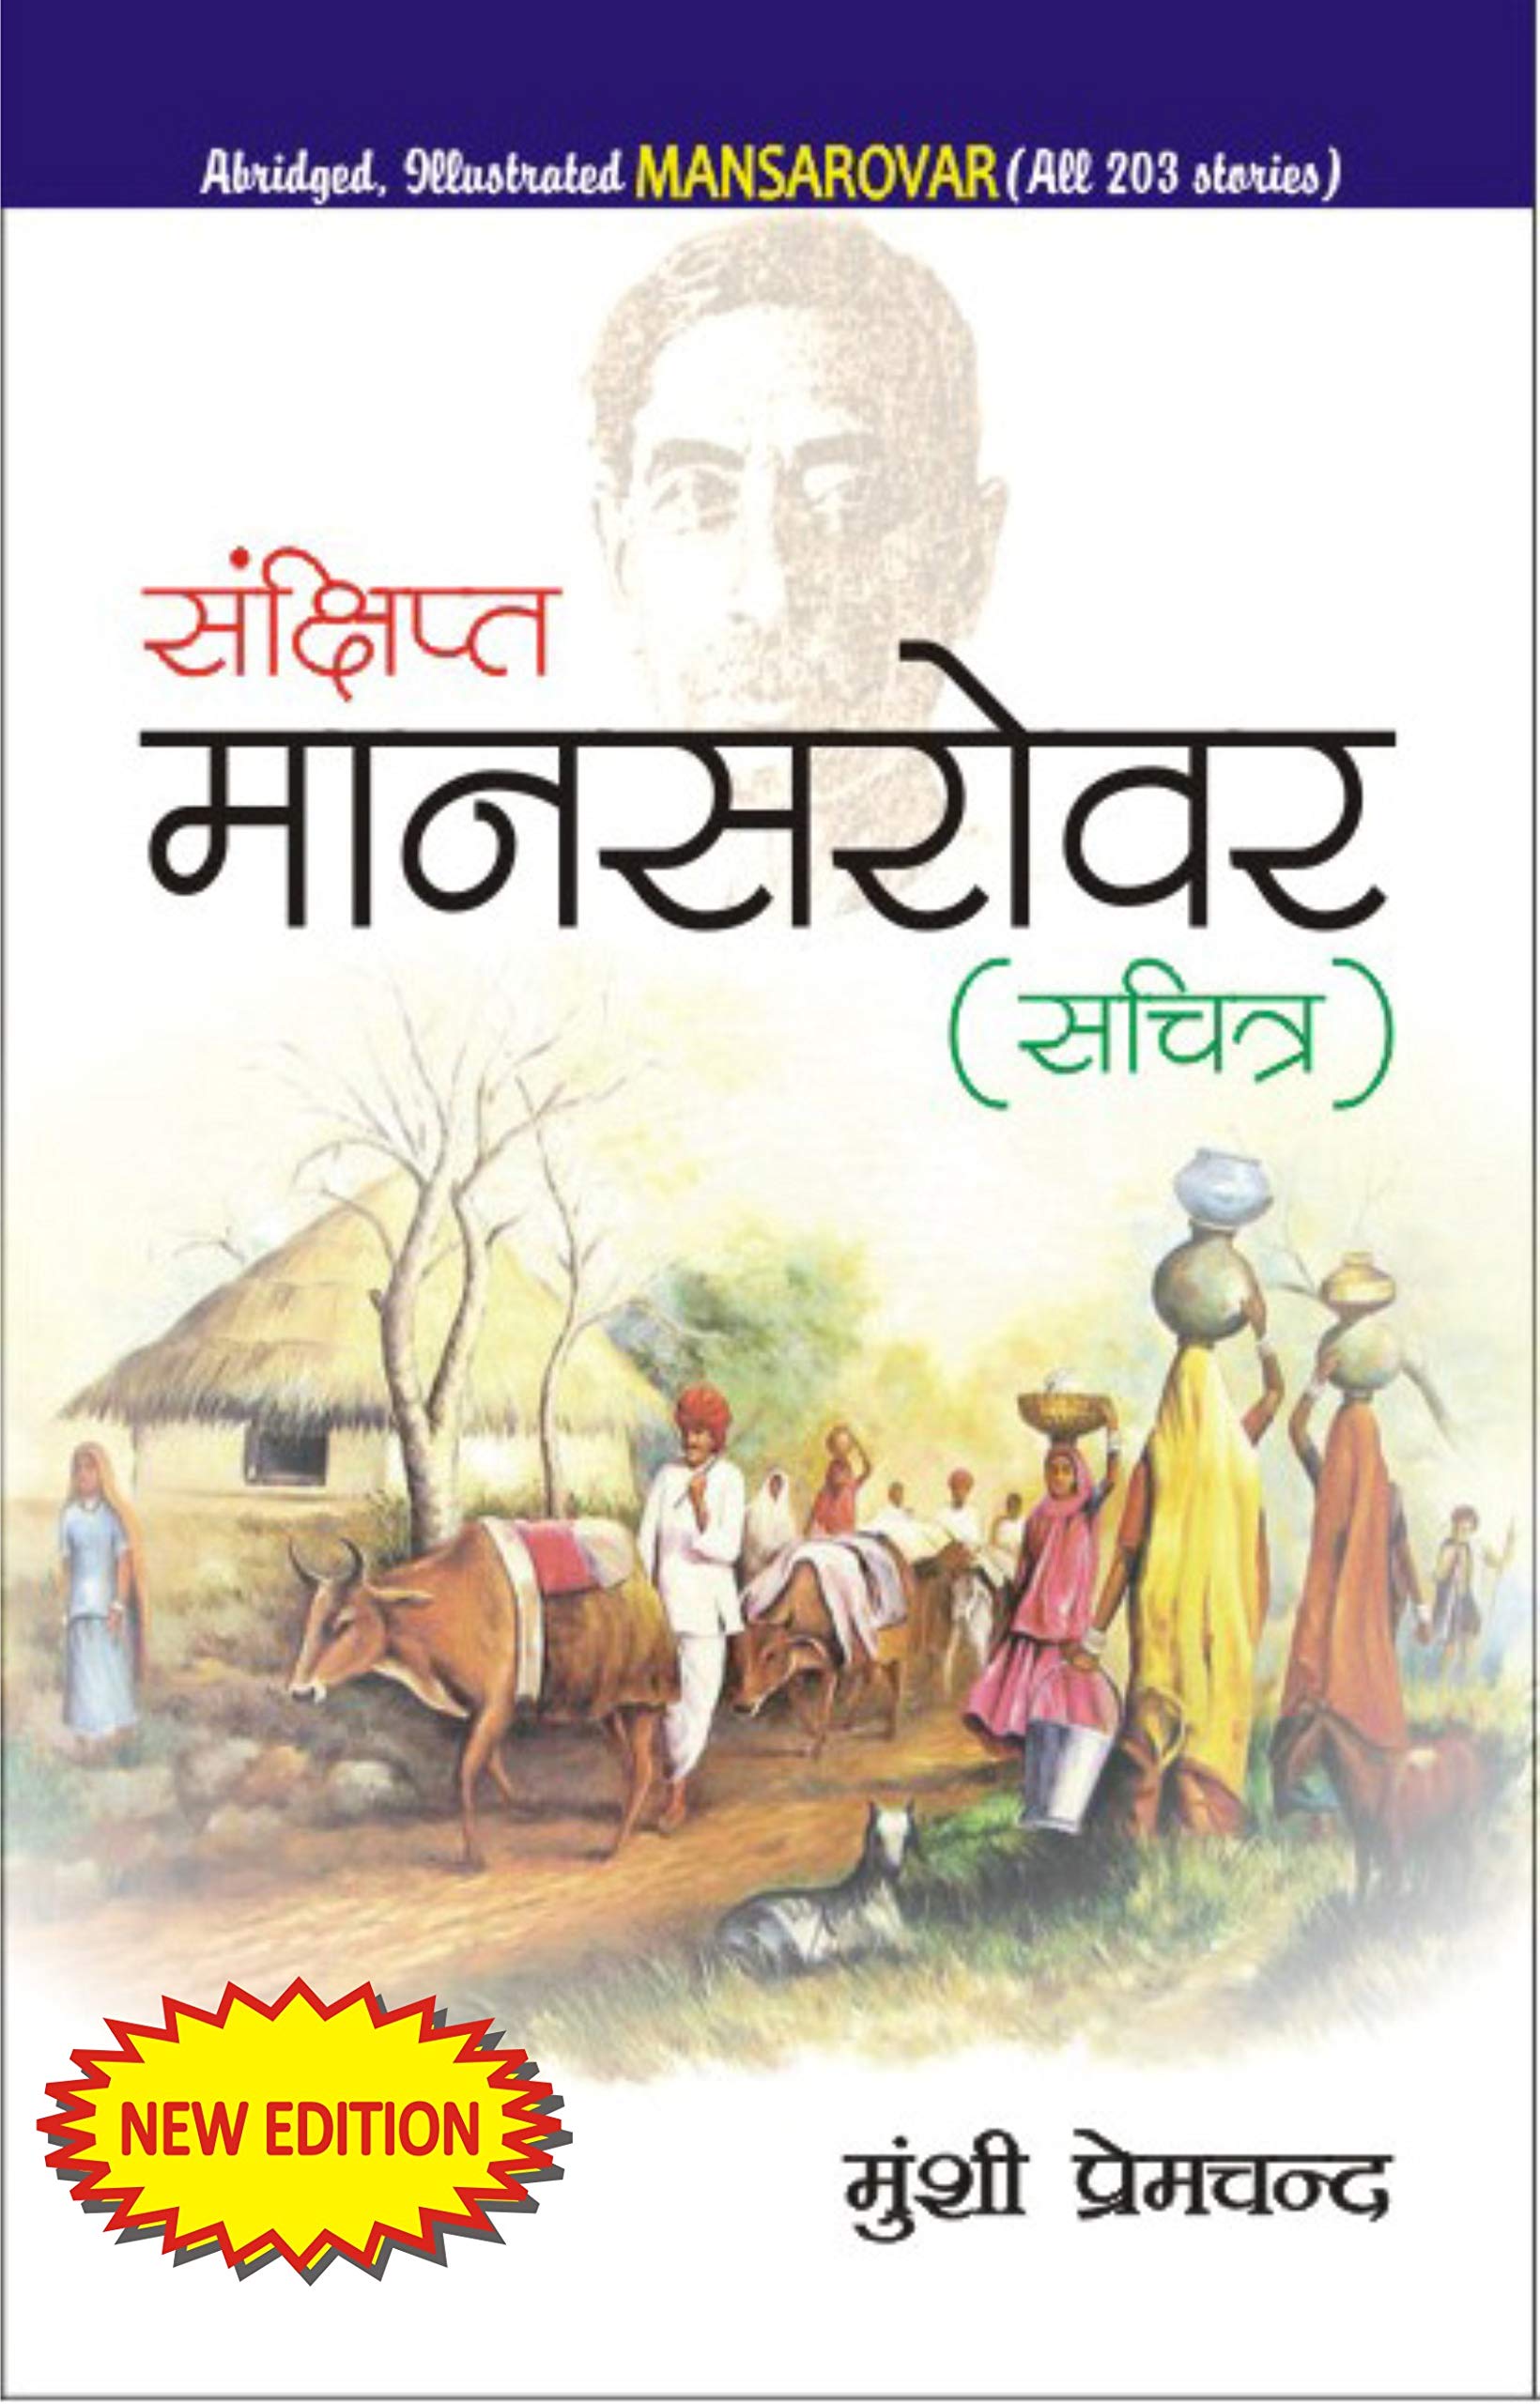 Abridged, Illustrated MANSAROVAR (All 203 stories)
संक्षिप्त
मानसरोवर
(सचित्र)
NEW EDITION
मुंशी प्रेमचन्द